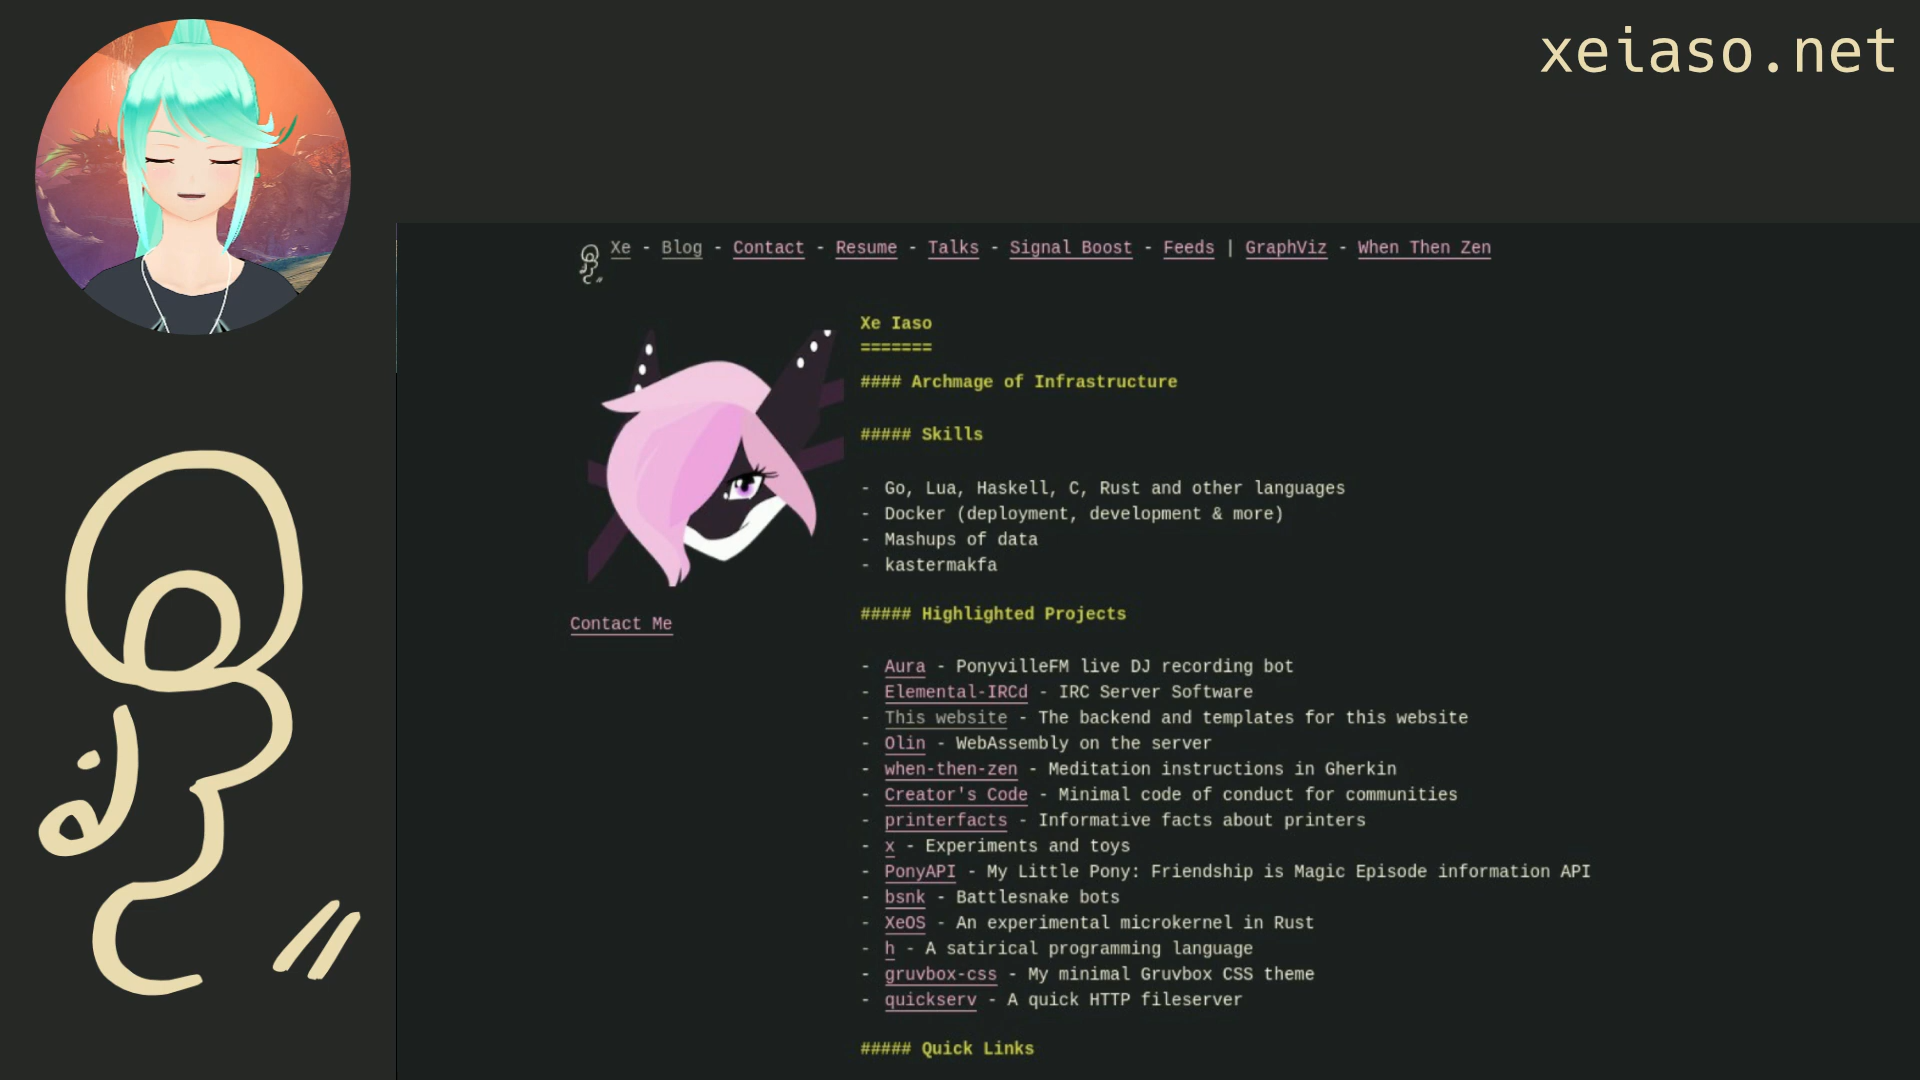 xeiaso.net
Xe - Blog - Contact - Resume - Talks - Signal Boost - Feeds | GraphViz - When Then Zen
Xe Iaso
=======
#### Archmage of Infrastructure
##### Skills
- Go, Lua, Haskell, C, Rust and other languages
- Docker (deployment, development & more)
- Mashups of data
- kastermakfa
Contact Me
##### Highlighted Projects
- Aura - PonyvilleFM live DJ recording bot
- Elemental-IRCd - IRC Server Software
- This website - The backend and templates for this website
- Olin - WebAssembly on the server
- when-then-zen - Meditation instructions in Gherkin
- Creator's Code - Minimal code of conduct for communities
- printerfacts - Informative facts about printers
- x - Experiments and toys
- PonyAPI - My Little Pony: Friendship is Magic Episode information API
- bsnk - Battlesnake bots
- XeOS - An experimental microkernel in Rust
- h - A satirical programming language
- gruvbox-css - My minimal Gruvbox CSS theme
- quickserv - A quick HTTP fileserver
##### Quick Links